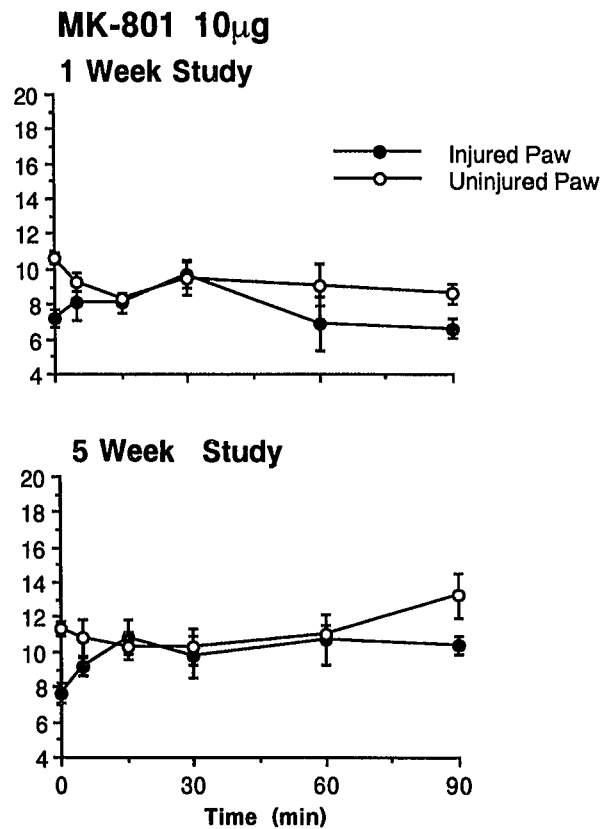 MK-801 10μg
1 Week Study
20
18
16
14
12
10
8
6
4
Injured Paw
Uninjured Paw
5 Week Study
20
18
16
14
12
10
8
6
4
0 30 60 90
Time (min)